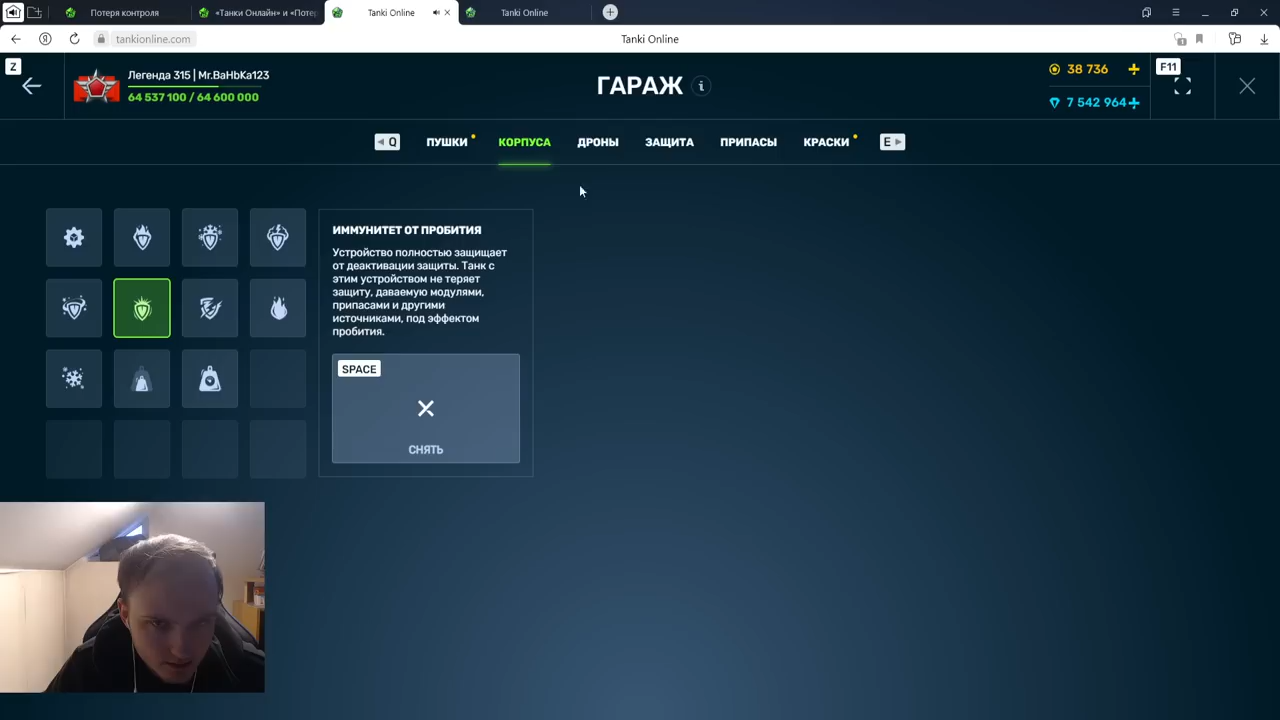 Потеря контроля
«Танки Онлайн» и «Потер
Tanki Online
Tanki Online
tankionline.com
Tanki Online
Z
Легенда 315 | Mr.BaHbKa123
64 537 100 / 64 600 000
ГАРАЖ
i
38 736
7 542 964
F11
Q
ПУШКИ
КОРПУСА
ДРОНЫ
ЗАЩИТА
ПРИПАСЫ
КРАСКИ
E
ИММУНИТЕТ ОТ ПРОБИТИЯ
Устройство полностью защищает
от деактивации защиты. Танк с
этим устройством не теряет
защиту, даваемую модулями,
припасами и другими
источниками, под эффектом
пробития.
SPACE
СНЯТЬ